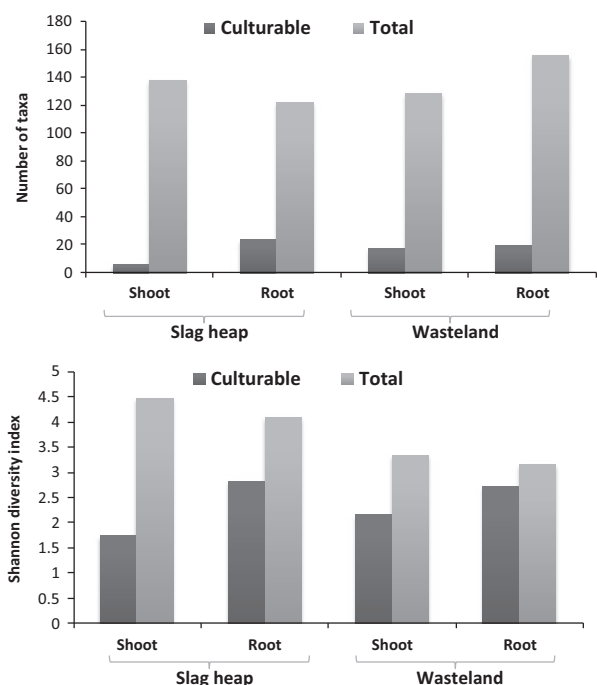 180
160
140
120
100
80
60
40
20
0
Number of taxa
Culturable Total
Shoot Root Shoot Root
Slag heap Wasteland
5
4.5
4
3.5
3
2.5
2
1.5
1
0.5
0
Shannon diversity index
Culturable Total
Shoot Root Shoot Root
Slag heap Wasteland